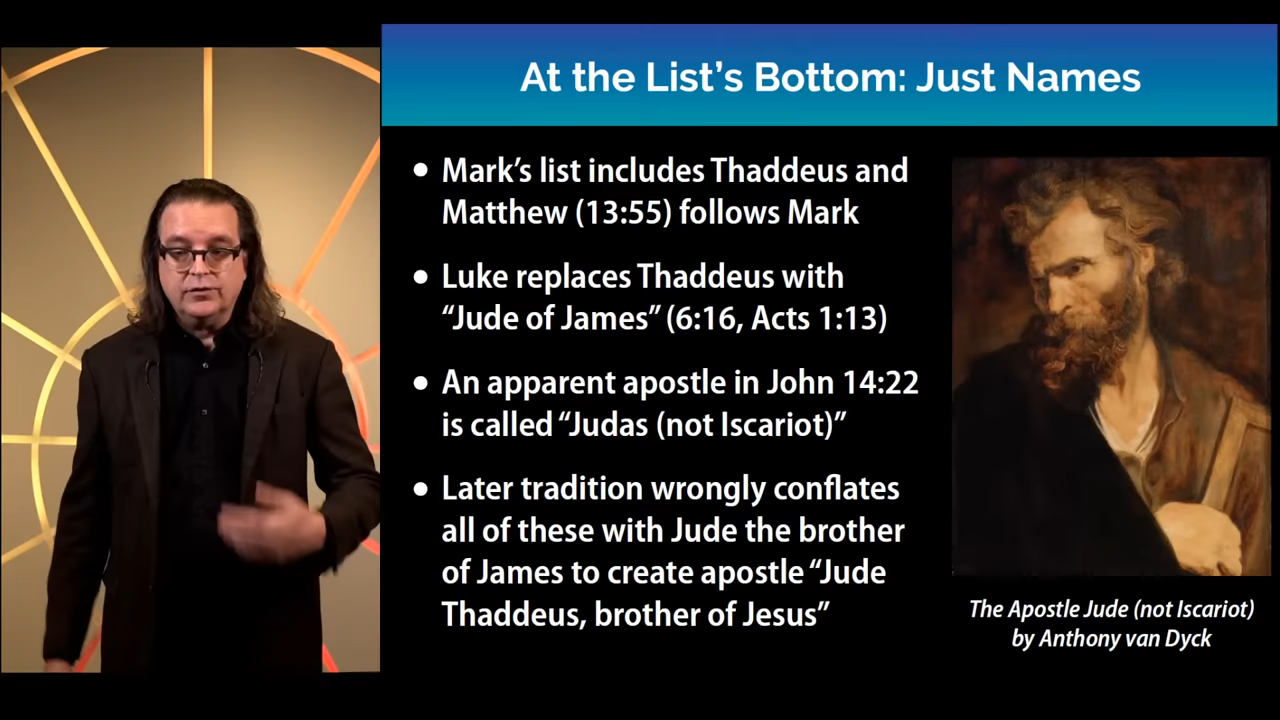 At the List’s Bottom: Just Names
• Mark’s list includes Thaddeus and
Matthew (13:55) follows Mark
• Luke replaces Thaddeus with
“Jude of James” (6:16, Acts 1:13)
• An apparent apostle in John 14:22
is called “Judas (not Iscariot)”
• Later tradition wrongly conflates
all of these with Jude the brother
of James to create apostle “Jude
Thaddeus, brother of Jesus”
The Apostle Jude (not Iscariot)
by Anthony van Dyck